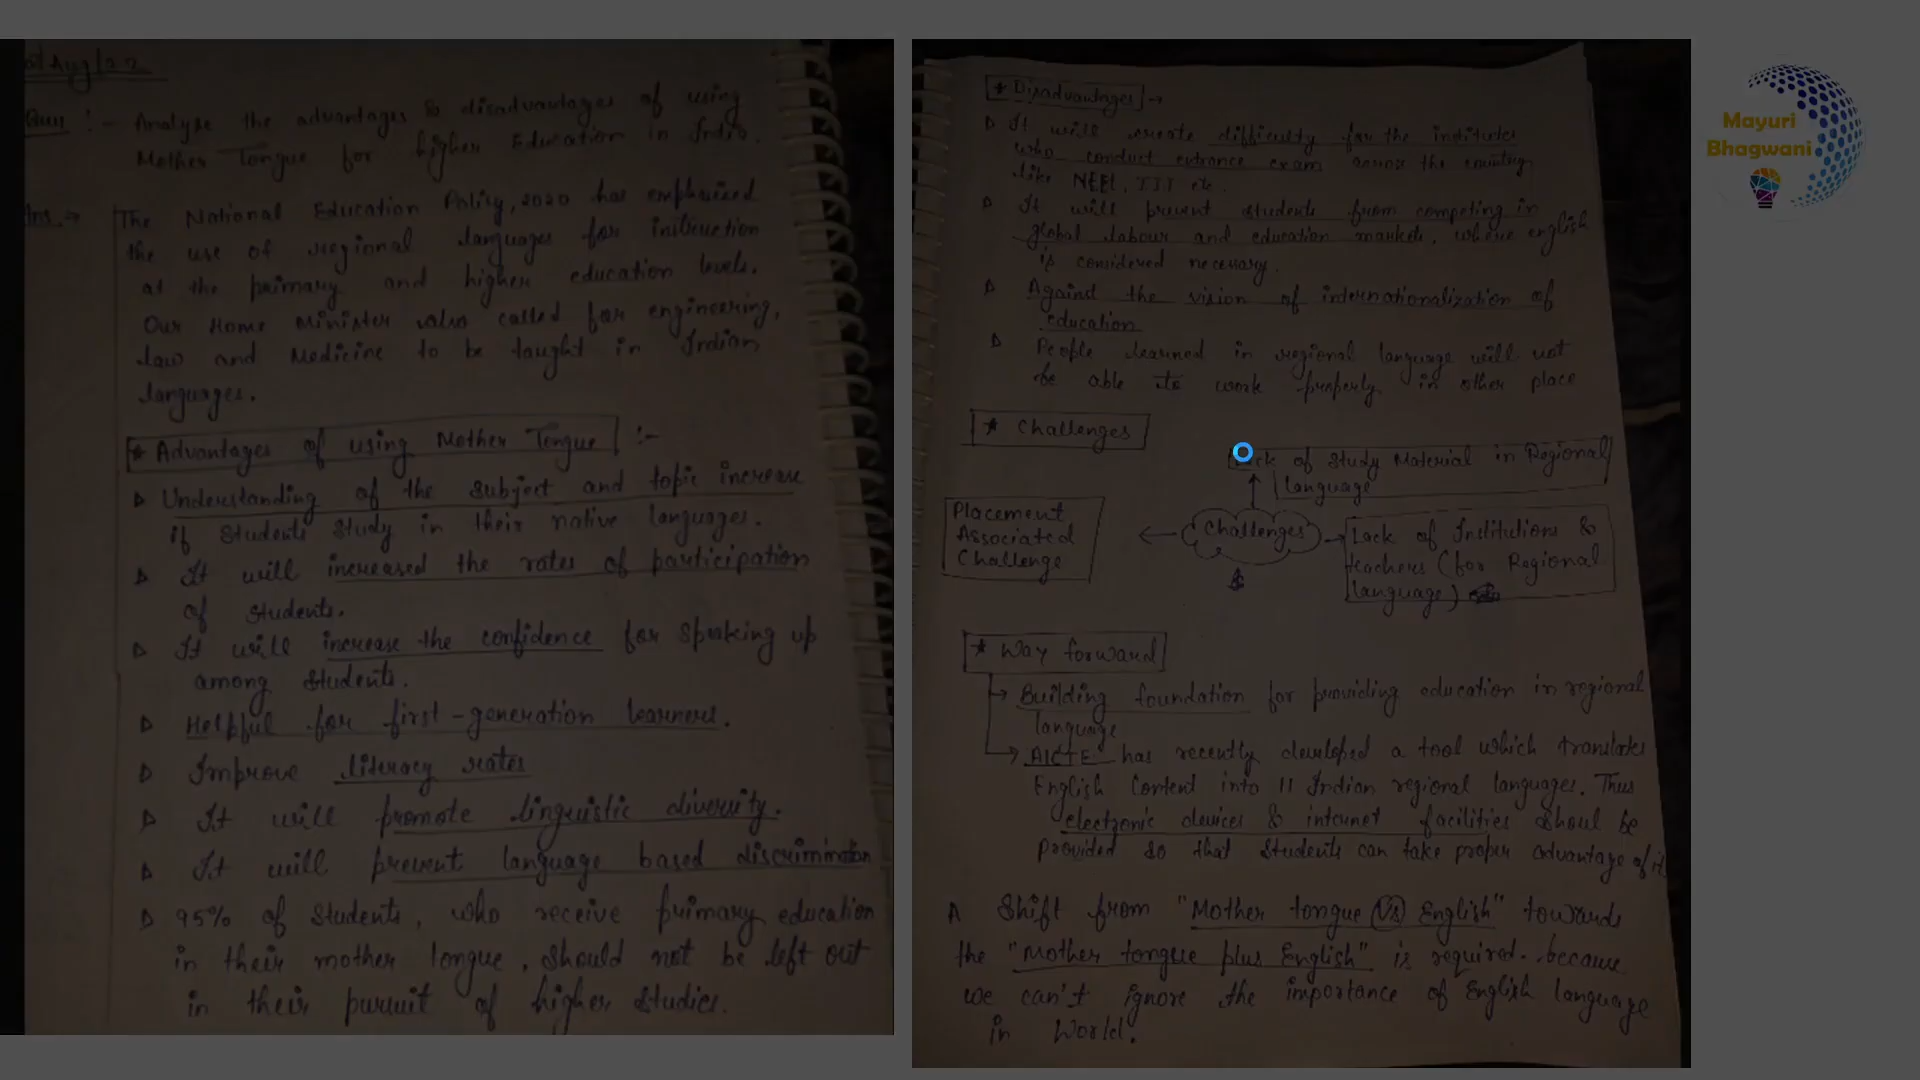 Aug/22
Ques :- Analyse the advantages & disadvantages of using
Mother Tongue for higher Education in India.
Ans. → The National Education Policy, 2020 has emphasized
the use of regional languages for instruction
at the primary and higher education levels.
Our Home Minister also called for engineering,
law and Medicine to be taught in Indian
languages.
★ Advantages of using Mother Tongue :-
▷ Understanding of the subject and topic increase
if students study in their native languages.
▷ It will increased the rates of participation
of students.
▷ It will increase the confidence for speaking up
among students.
▷ Helpful for first-generation learners.
▷ Improve literacy rates
▷ It will promote linguistic diversity.
▷ It will prevent language based discrimination
▷ 95% of students, who receive primary education
in their mother tongue, should not be left out
in their pursuit of higher studies.
★ Disadvantages →
▷ It will create difficulty for the institutes
who conduct entrance exam across the country
like NEET, IIT etc.
▷ It will prevent students from competing in
global labour and education markets, where english
is considered necessary.
▷ Against the vision of internationalization of
education
▷ People learned in regional language will not
be able to work properly in other place
★ Challenges
Lack of Study Material in Regional
language
Placement
Associated
Challenge
Challenges
Lack of Institutions &
teachers (for Regional
language)
★ Way forward
→ Building foundation for providing education in regional
language
→ AICTE has recently developed a tool which translates
English Content into 11 Indian regional languages. Thus
electronic devices & internet facilities shoul be
provided so that students can take proper advantage of it
A Shift from "Mother tongue Vs English" towards
the "Mother tongue plus English" is required. because
we can't ignore the importance of English language
in World.
Mayuri
Bhagwani